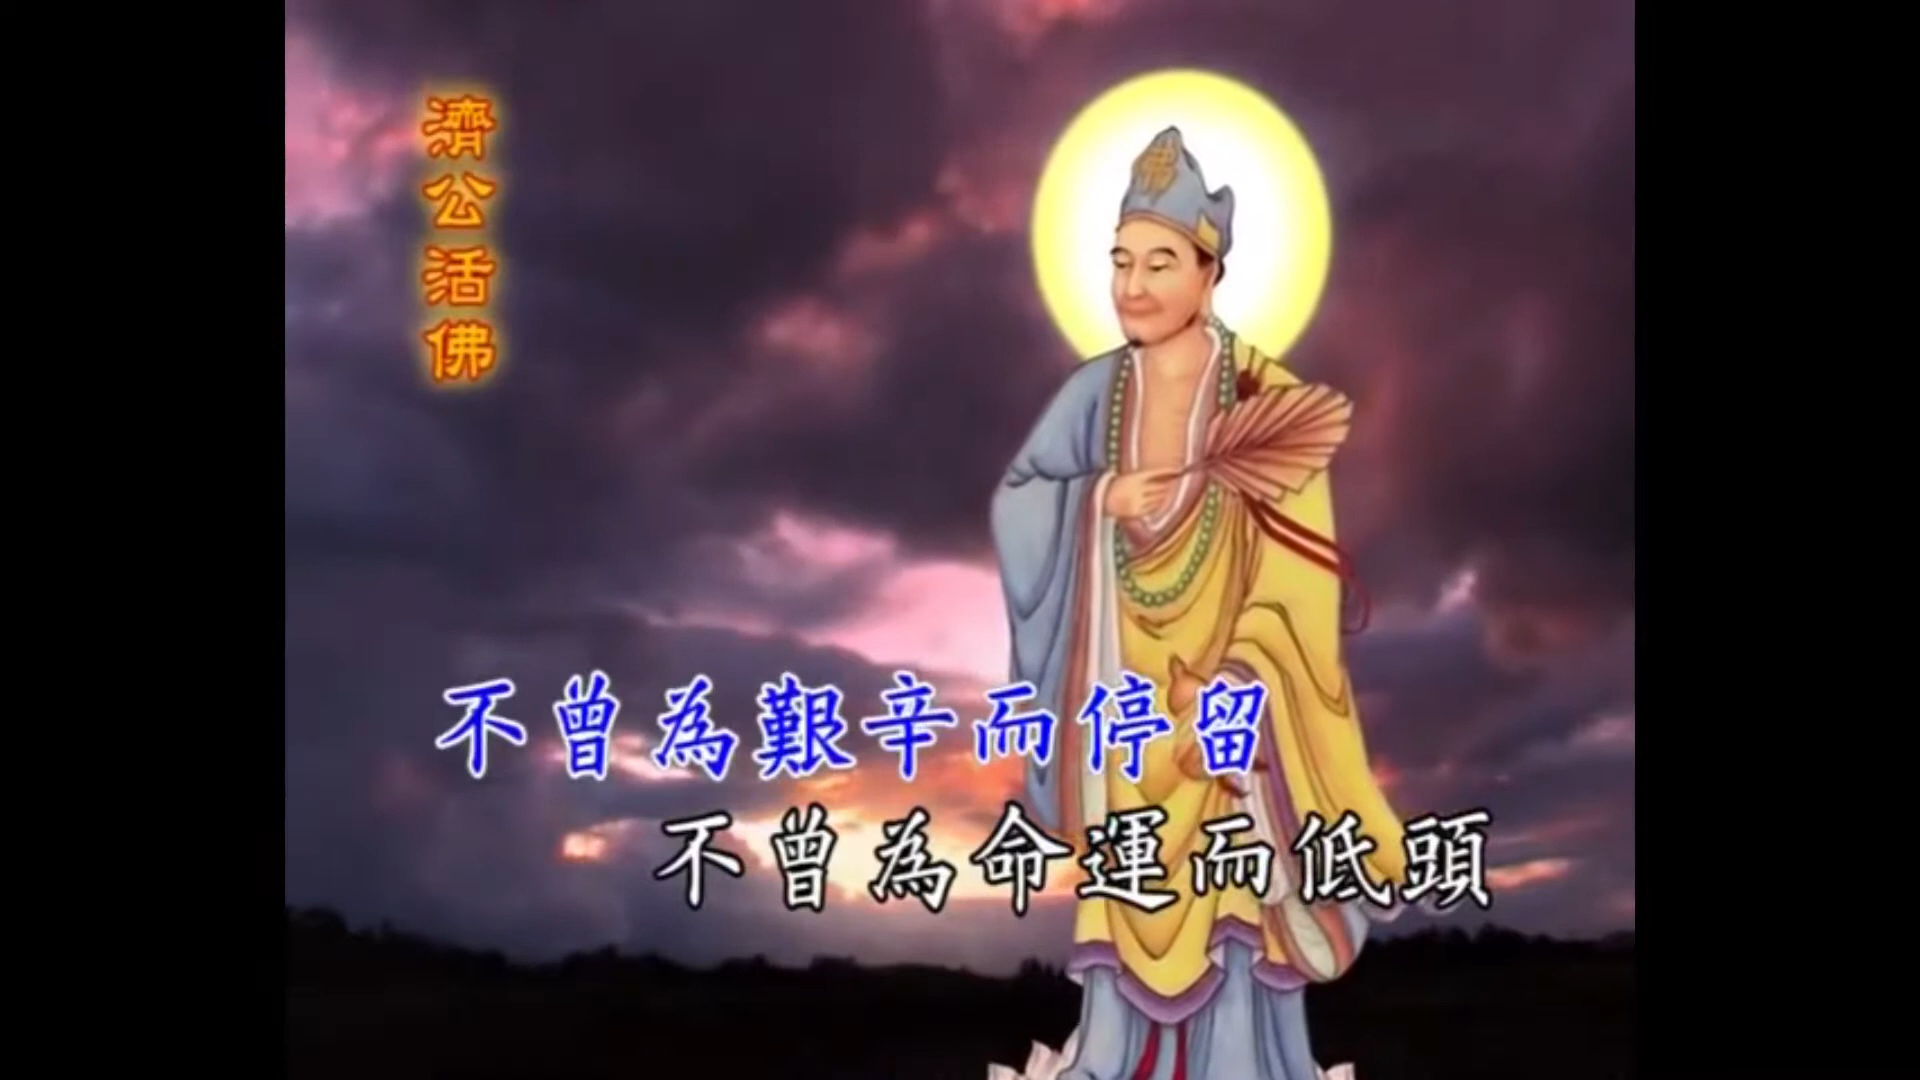 濟公活佛
佛
不曾為艱辛而停留
不曾為命運而低頭